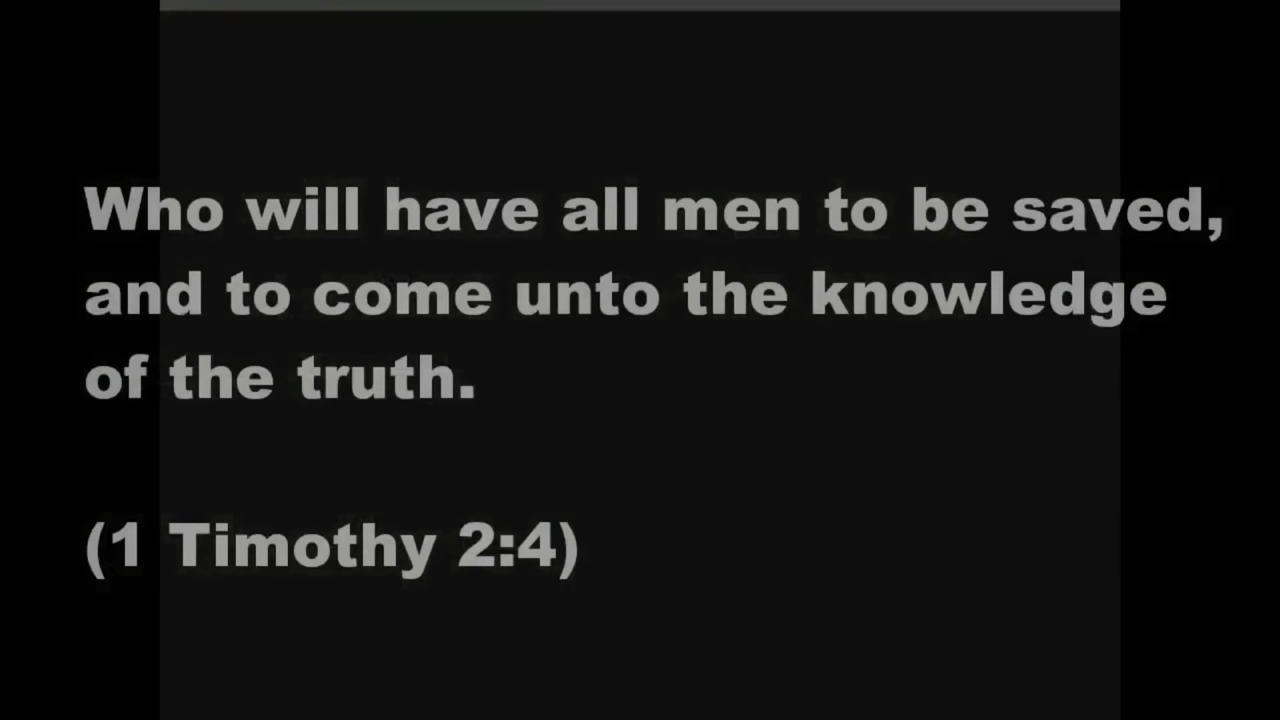 Who will have all men to be saved,
and to come unto the knowledge
of the truth.
(1 Timothy 2:4)